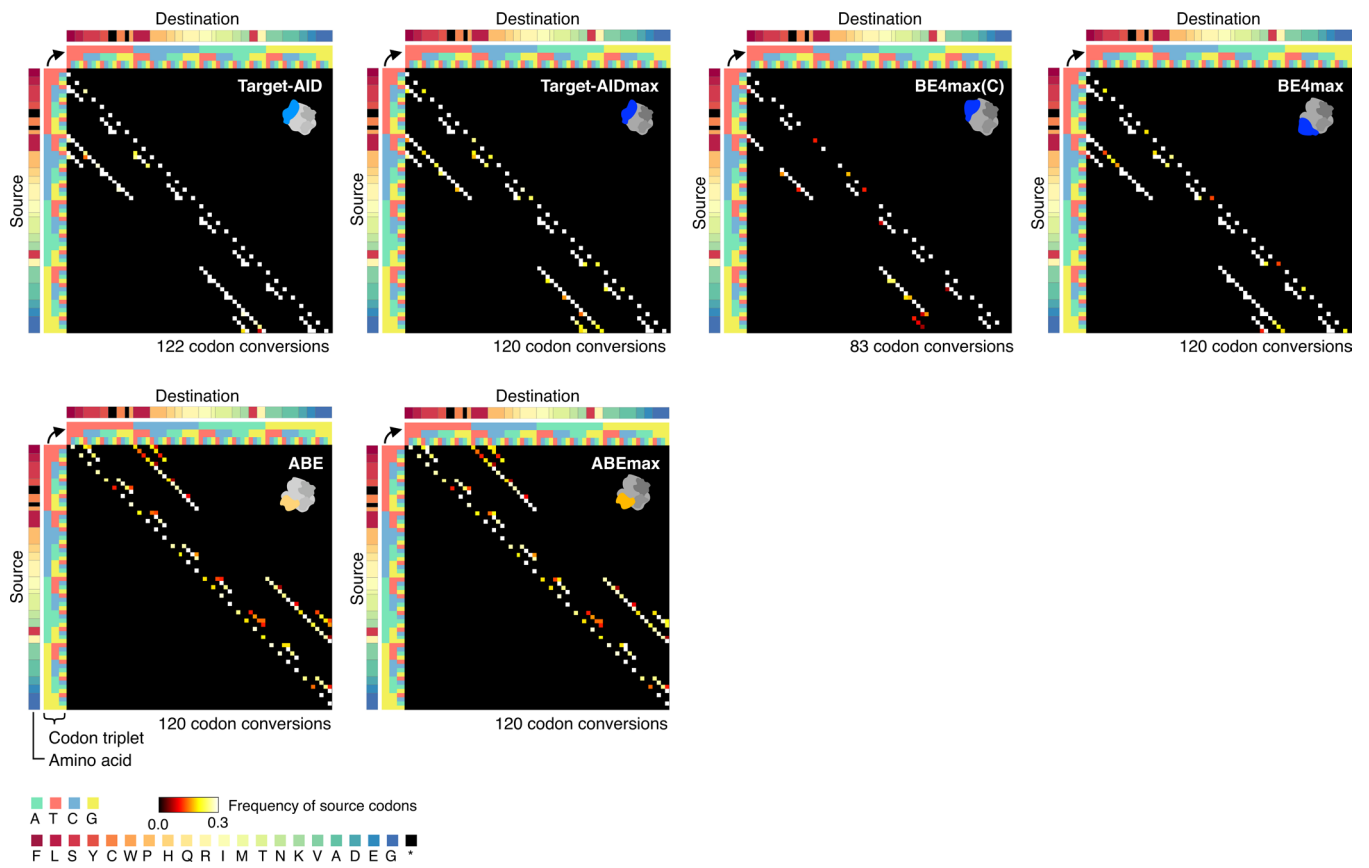 Destination
Destination
Destination
Destination
Source
Target-AID
122 codon conversions
Source
Target-AIDmax
120 codon conversions
Source
BE4max(C)
83 codon conversions
Source
BE4max
120 codon conversions
Destination
Destination
Source
ABE
120 codon conversions
Source
ABEmax
120 codon conversions
Codon triplet
Amino acid
A T C G
0.0 0.3 Frequency of source codons
F L S Y C W P H Q R I M T N K V A D E G *